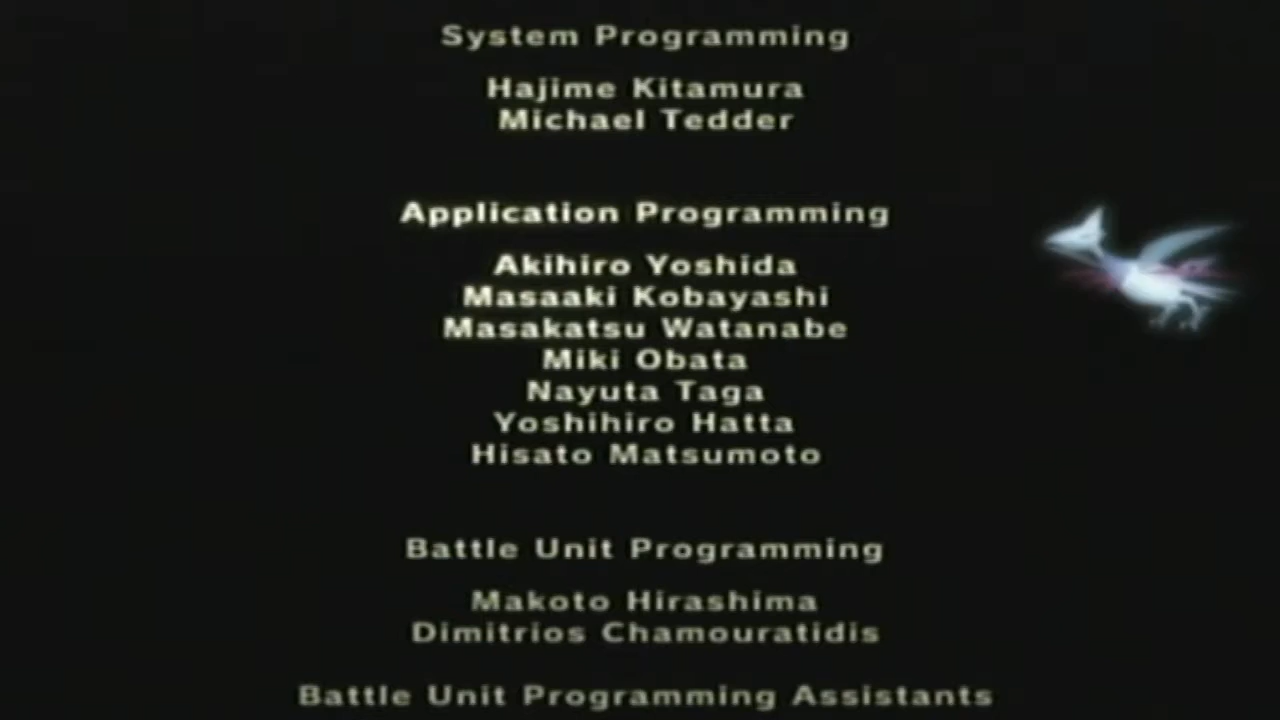 System Programming
Hajime Kitamura
Michael Tedder
Application Programming
Akihiro Yoshida
Masaaki Kobayashi
Masakatsu Watanabe
Miki Obata
Nayuta Taga
Yoshihiro Hatta
Hisato Matsumoto
Battle Unit Programming
Makoto Hirashima
Dimitrios Chamouratidis
Battle Unit Programming Assistants